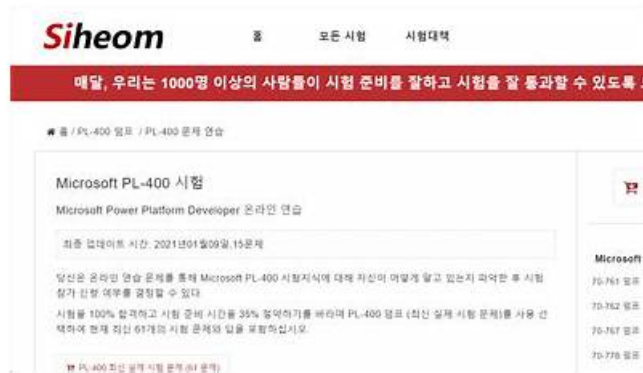 Siheom
홈 모든 시험 시험대책
매달, 우리는 1000명 이상의 사람들이 시험 준비를 잘하고 시험을 잘 통과할 수 있도록
홈 / PL-400 덤프 / PL-400 문제 연습
Microsoft PL-400 시험
Microsoft Power Platform Developer 온라인 연습
최종 업데이트 시간: 2021년01월09일,15문제
당신은 온라인 연습 문제를 통해 Microsoft PL-400 시험지식에 대해 자신이 어떻게 알고 있는지 파악한 후 시험
참가 신청 여부를 결정할 수 있다.
시험을 100% 합격하고 시험 준비 시간을 35% 절약하기를 바라며 PL-400 덤프 (최신 실제 시험 문제)를 사용 선
택하여 현재 최신 61개의 시험 문제와 답을 포함하십시오.
PL-400 최신 실제 시험 문제 (61 문제)
Microsoft
70-761 덤프
70-762 덤프
70-767 덤프
70-778 덤프